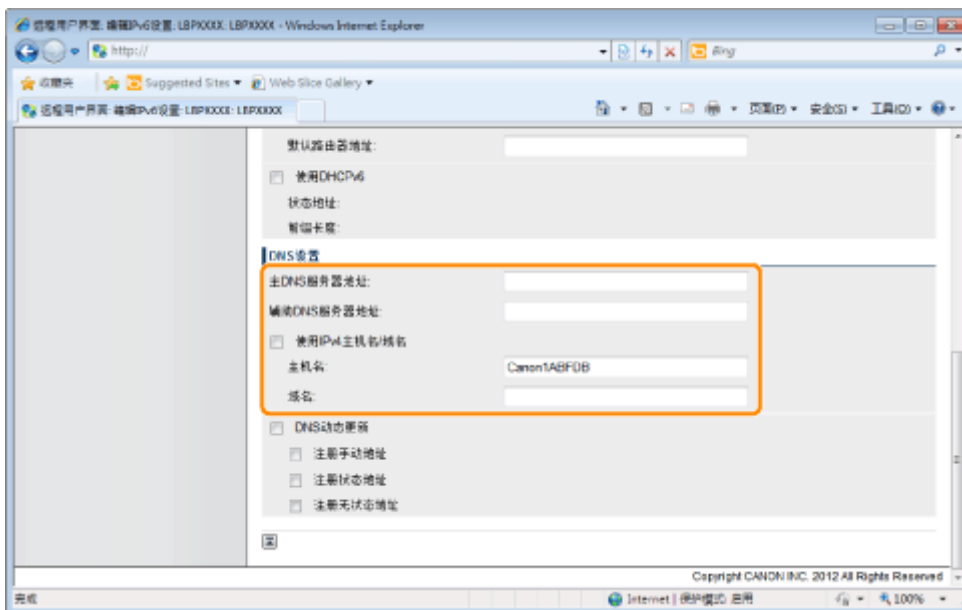 远程用户界面: 编辑IPv6设置: LBPXXXX: LBPXXXX - Windows Internet Explorer
http://
Bing
收藏夹 Suggested Sites Web Slice Gallery
远程用户界面: 编辑IPv6设置: LBPXXXX: LBPXXXX 页面(P) 安全(S) 工具(O)
默认路由器地址:
使用DHCPv6
状态地址:
前缀长度:
DNS设置
主DNS服务器地址:
辅助DNS服务器地址:
使用IPv4主机名/域名
主机名: Canon1ABFDB
域名:
DNS动态更新
注册手动地址
注册状态地址
注册无状态地址
Copyright CANON INC. 2012 All Rights Reserved
完成 Internet | 保护模式: 启用 100%